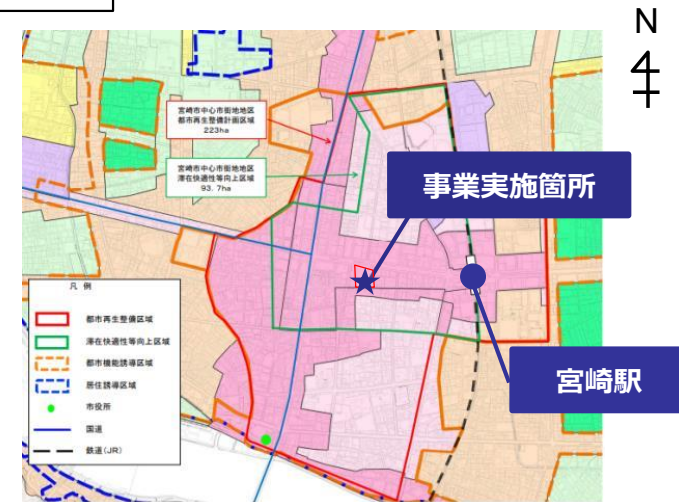 N
宮崎市中心市街地地区
都市再生整備計画区域
223ha
宮崎市中心市街地地区
滞在快適性等向上区域
93.7ha
事業実施箇所
宮崎駅
凡 例
都市再生整備区域
滞在快適性等向上区域
都市機能誘導区域
居住誘導区域
市役所
国道
鉄道(JR)